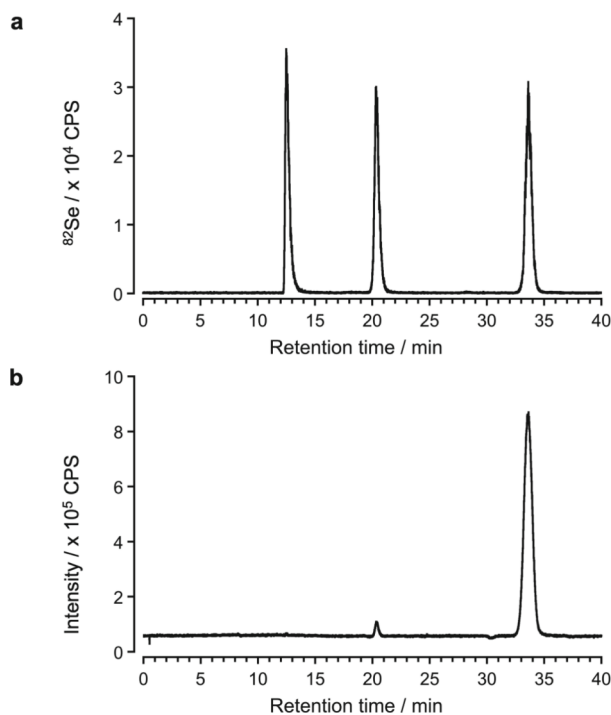 a
⁸²Se / x 10⁴ CPS
4
3
2
1
0
0 5 10 15 20 25 30 35 40
Retention time / min
b
Intensity / x 10⁵ CPS
10
8
6
4
2
0
0 5 10 15 20 25 30 35 40
Retention time / min